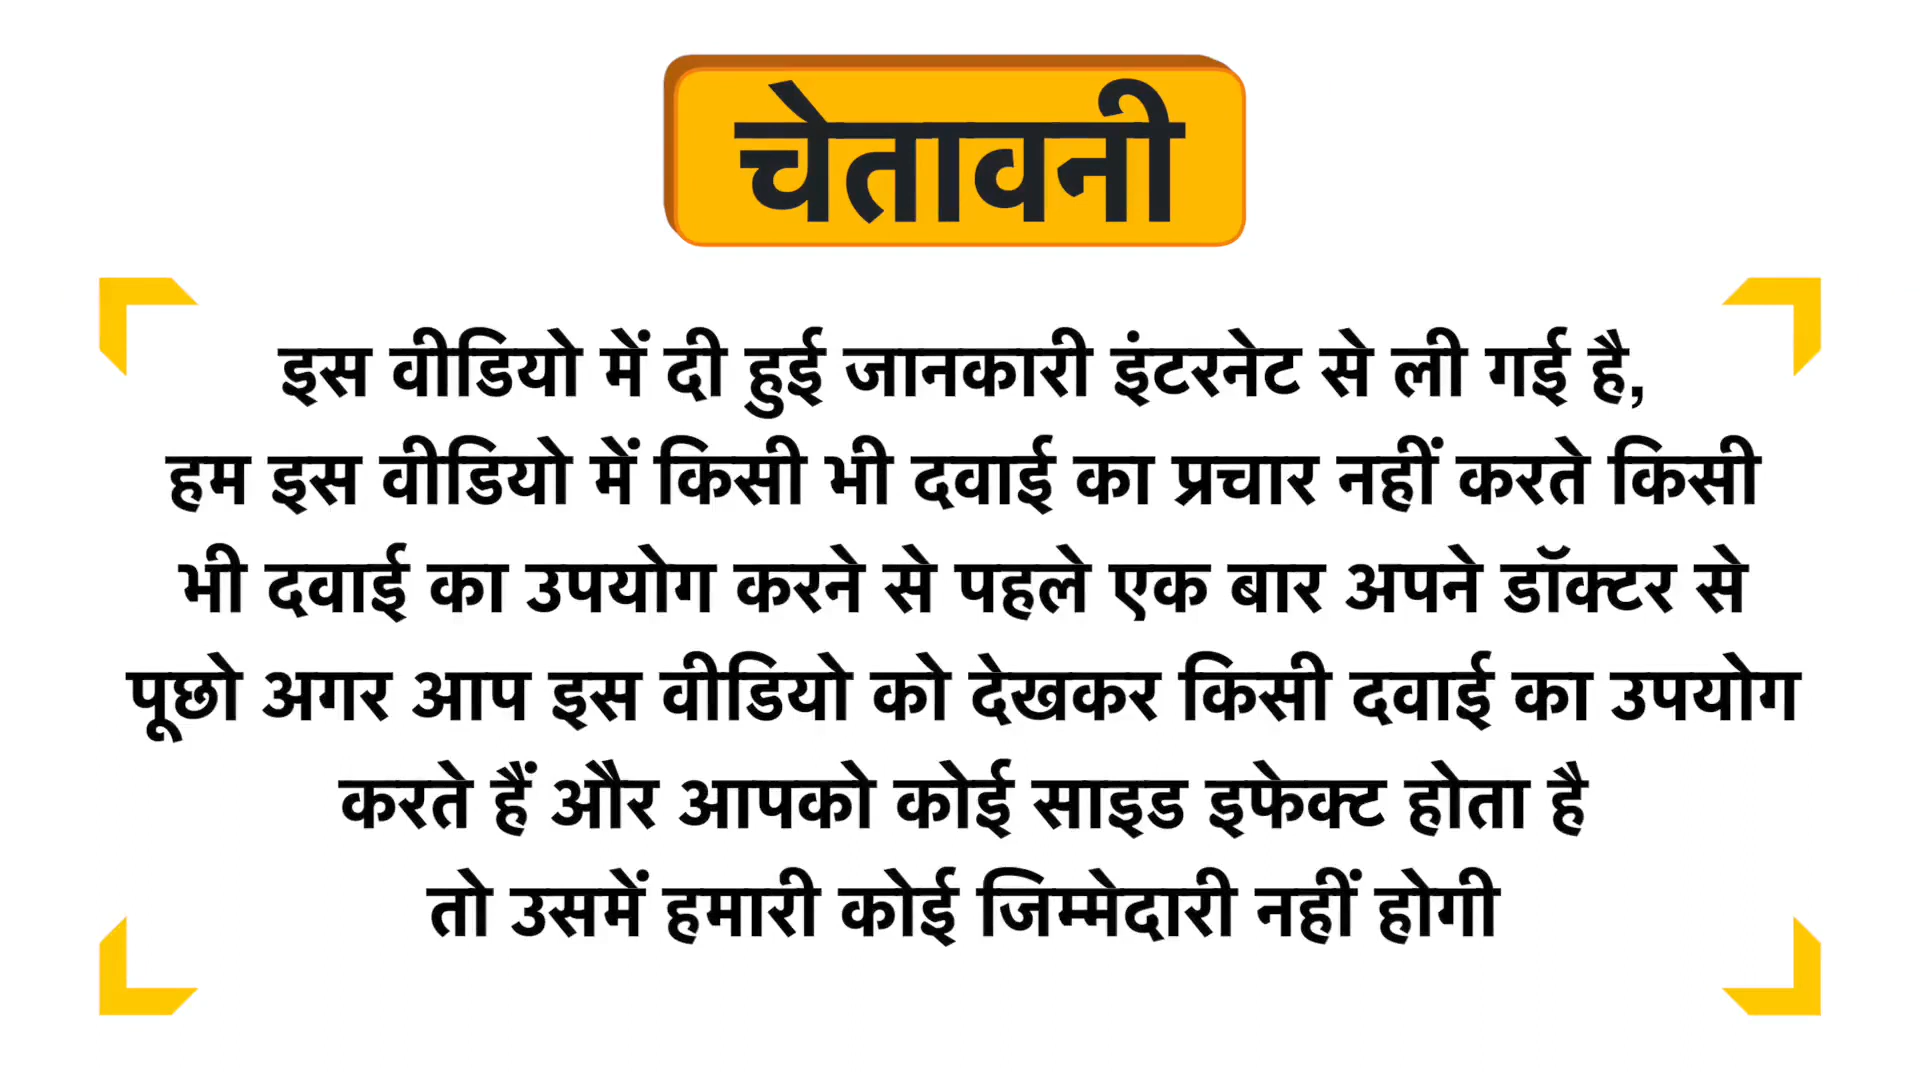 चेतावनी
इस वीडियो में दी हुई जानकारी इंटरनेट से ली गई है,
हम इस वीडियो में किसी भी दवाई का प्रचार नहीं करते किसी
भी दवाई का उपयोग करने से पहले एक बार अपने डॉक्टर से
पूछो अगर आप इस वीडियो को देखकर किसी दवाई का उपयोग
करते हैं और आपको कोई साइड इफेक्ट होता है
तो उसमें हमारी कोई जिम्मेदारी नहीं होगी